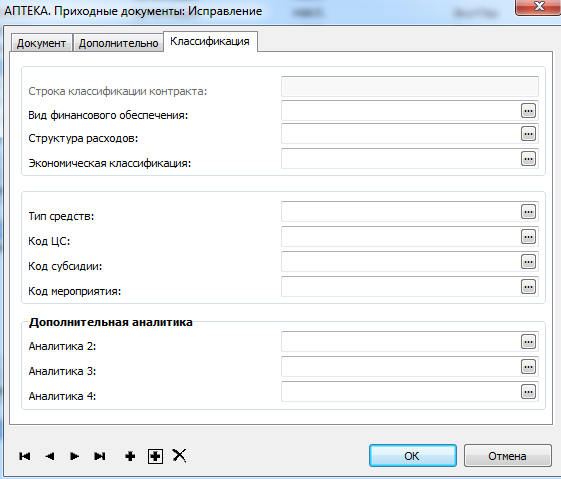 АПТЕКА. Приходные документы: Исправление
Документ Дополнительно Классификация
Строка классификации контракта:
Вид финансового обеспечения:
Структура расходов:
Экономическая классификация:
Тип средств:
Код ЦС:
Код субсидии:
Код мероприятия:
Дополнительная аналитика
Аналитика 2:
Аналитика 3:
Аналитика 4:
OK Отмена